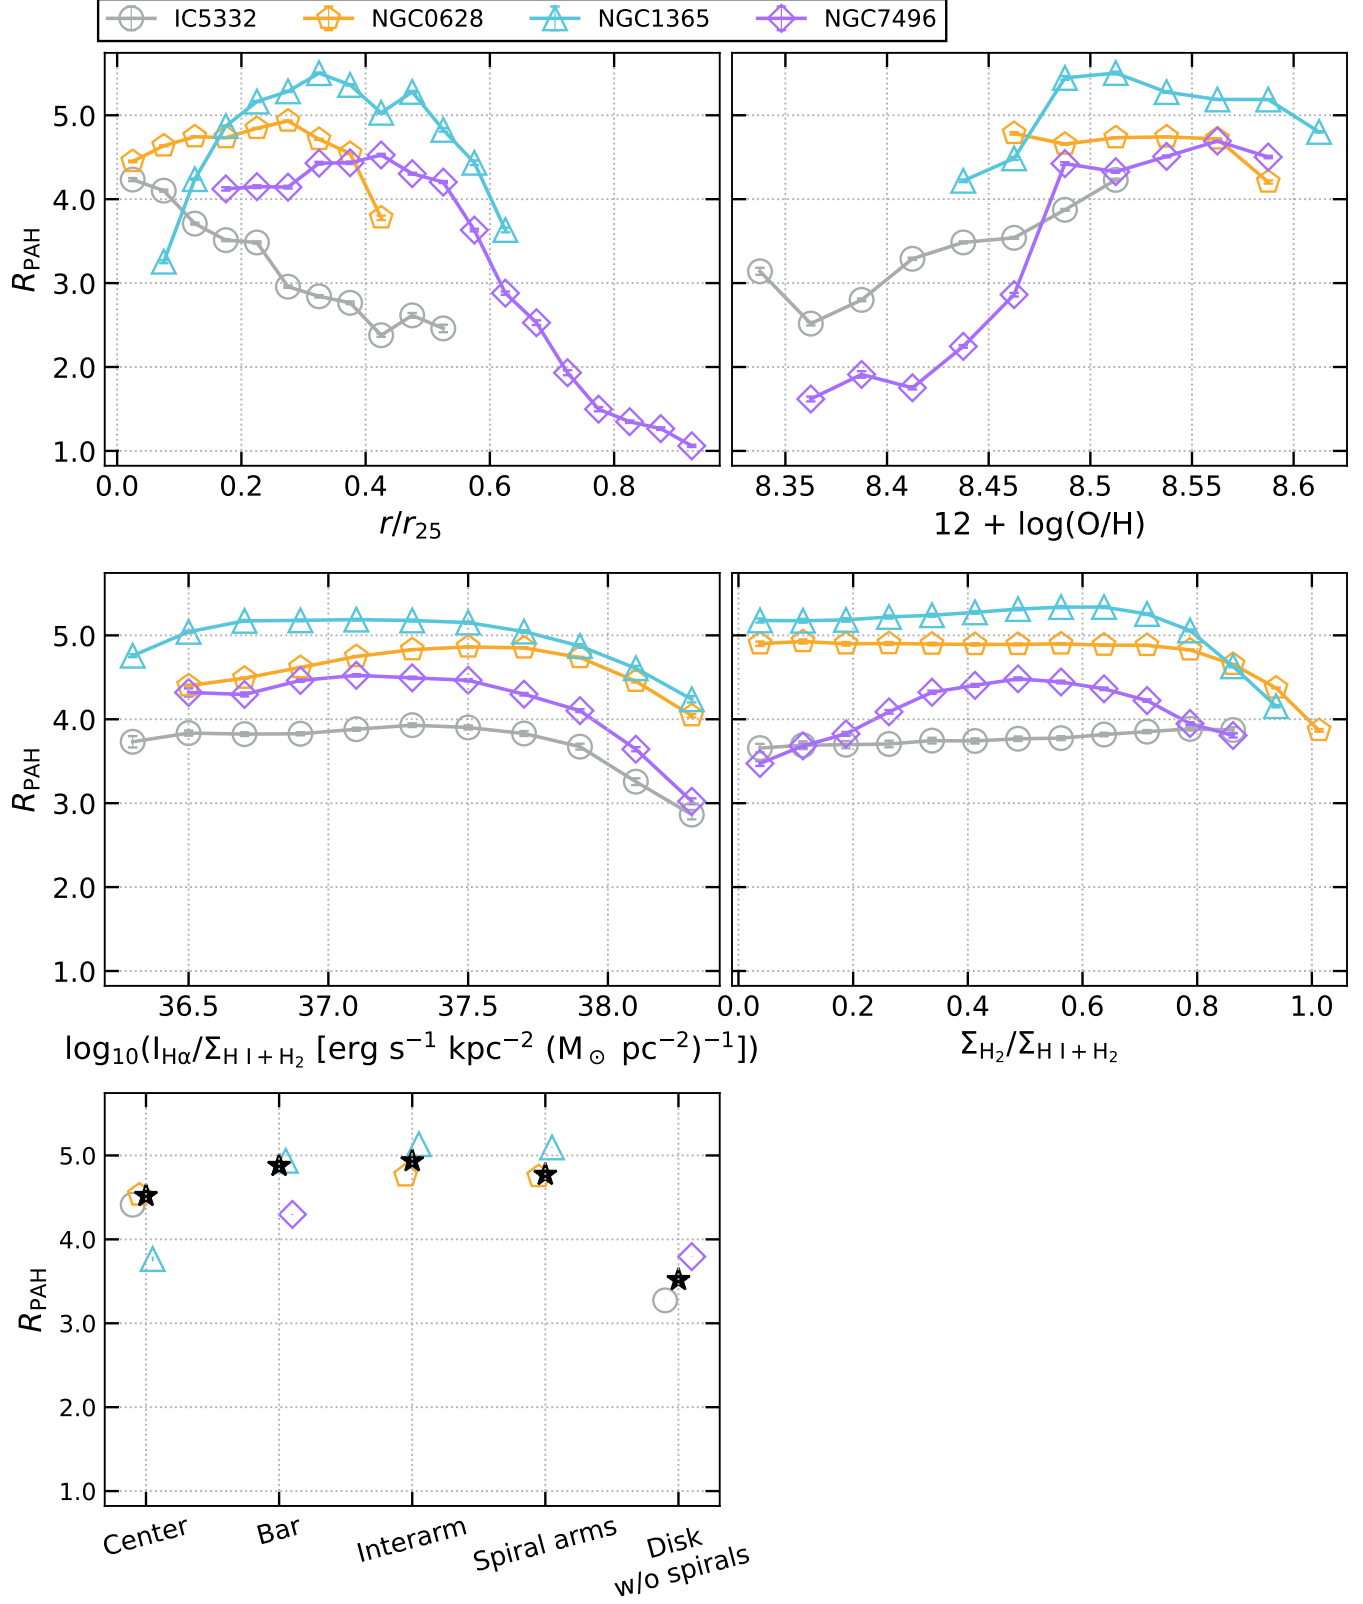 IC5332 NGC0628 NGC1365 NGC7496
5.0
4.0
3.0
2.0
1.0
R_PAH
0.0 0.2 0.4 0.6 0.8
r/r_25
8.35 8.4 8.45 8.5 8.55 8.6
12 + log(O/H)
5.0
4.0
3.0
2.0
1.0
R_PAH
36.5 37.0 37.5 38.0
log_10(I_Hα/Σ_H I + H_2 [erg s^−1 kpc^−2 (M_⊙ pc^−2)^−1])
0.0 0.2 0.4 0.6 0.8 1.0
Σ_H_2/Σ_H I + H_2
5.0
4.0
3.0
2.0
1.0
R_PAH
Center
Bar
Interarm
Spiral arms
Disk
w/o spirals